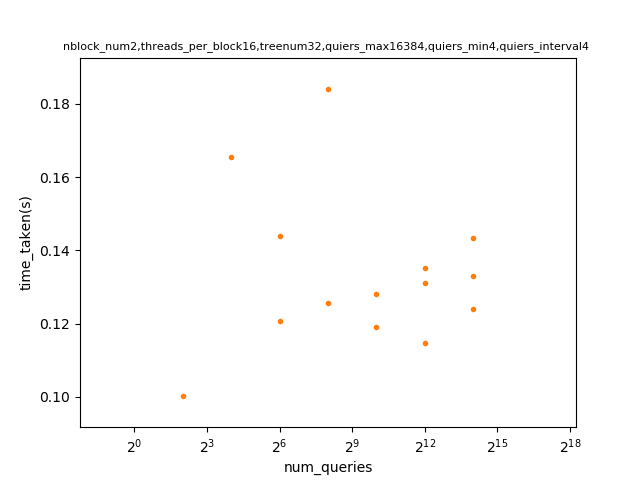 nblock_num2,threads_per_block16,treenum32,quiers_max16384,quiers_min4,quiers_interval4
0.18
0.16
0.14
0.12
0.10
time_taken(s)
2^0 2^3 2^6 2^9 2^12 2^15 2^18
num_queries